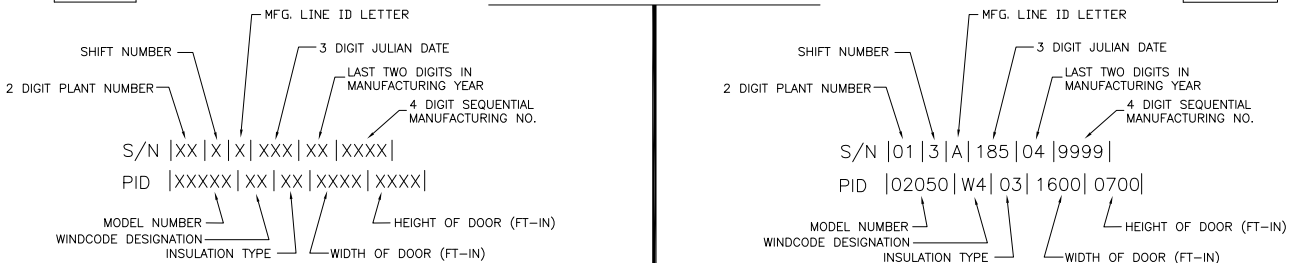 MFG. LINE ID LETTER
SHIFT NUMBER
3 DIGIT JULIAN DATE
2 DIGIT PLANT NUMBER
LAST TWO DIGITS IN
MANUFACTURING YEAR
4 DIGIT SEQUENTIAL
MANUFACTURING NO.
S/N |XX|X|X|XXX|XX|XXXX|
PID |XXXXX|XX|XX|XXXX|XXXX|
MODEL NUMBER
HEIGHT OF DOOR (FT-IN)
WINDCODE DESIGNATION
INSULATION TYPE
WIDTH OF DOOR (FT-IN)
MFG. LINE ID LETTER
SHIFT NUMBER
3 DIGIT JULIAN DATE
2 DIGIT PLANT NUMBER
LAST TWO DIGITS IN
MANUFACTURING YEAR
4 DIGIT SEQUENTIAL
MANUFACTURING NO.
S/N |01|3|A|185|04|9999|
PID |02050|W4|03|1600|0700|
MODEL NUMBER
HEIGHT OF DOOR (FT-IN)
WINDCODE DESIGNATION
INSULATION TYPE
WIDTH OF DOOR (FT-IN)